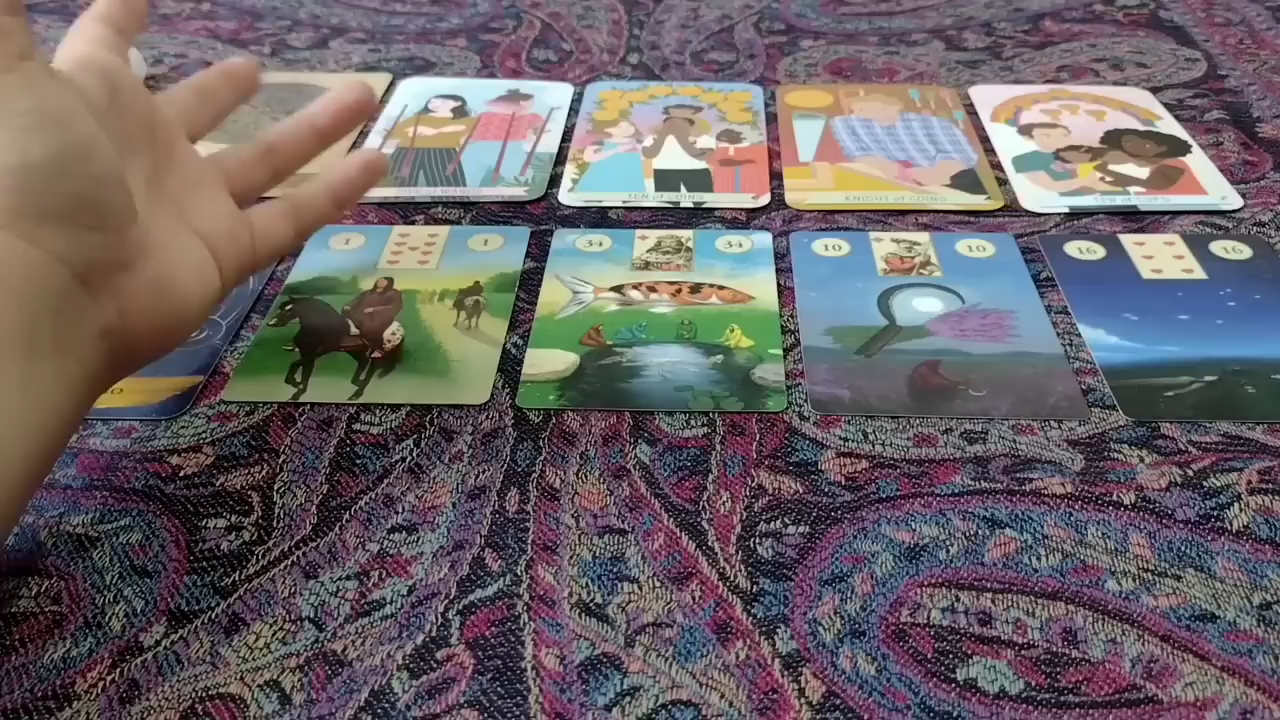 TEN of COINS
KNIGHT of COINS
TEN of CUPS
1 1
34 34
10 10
16 16